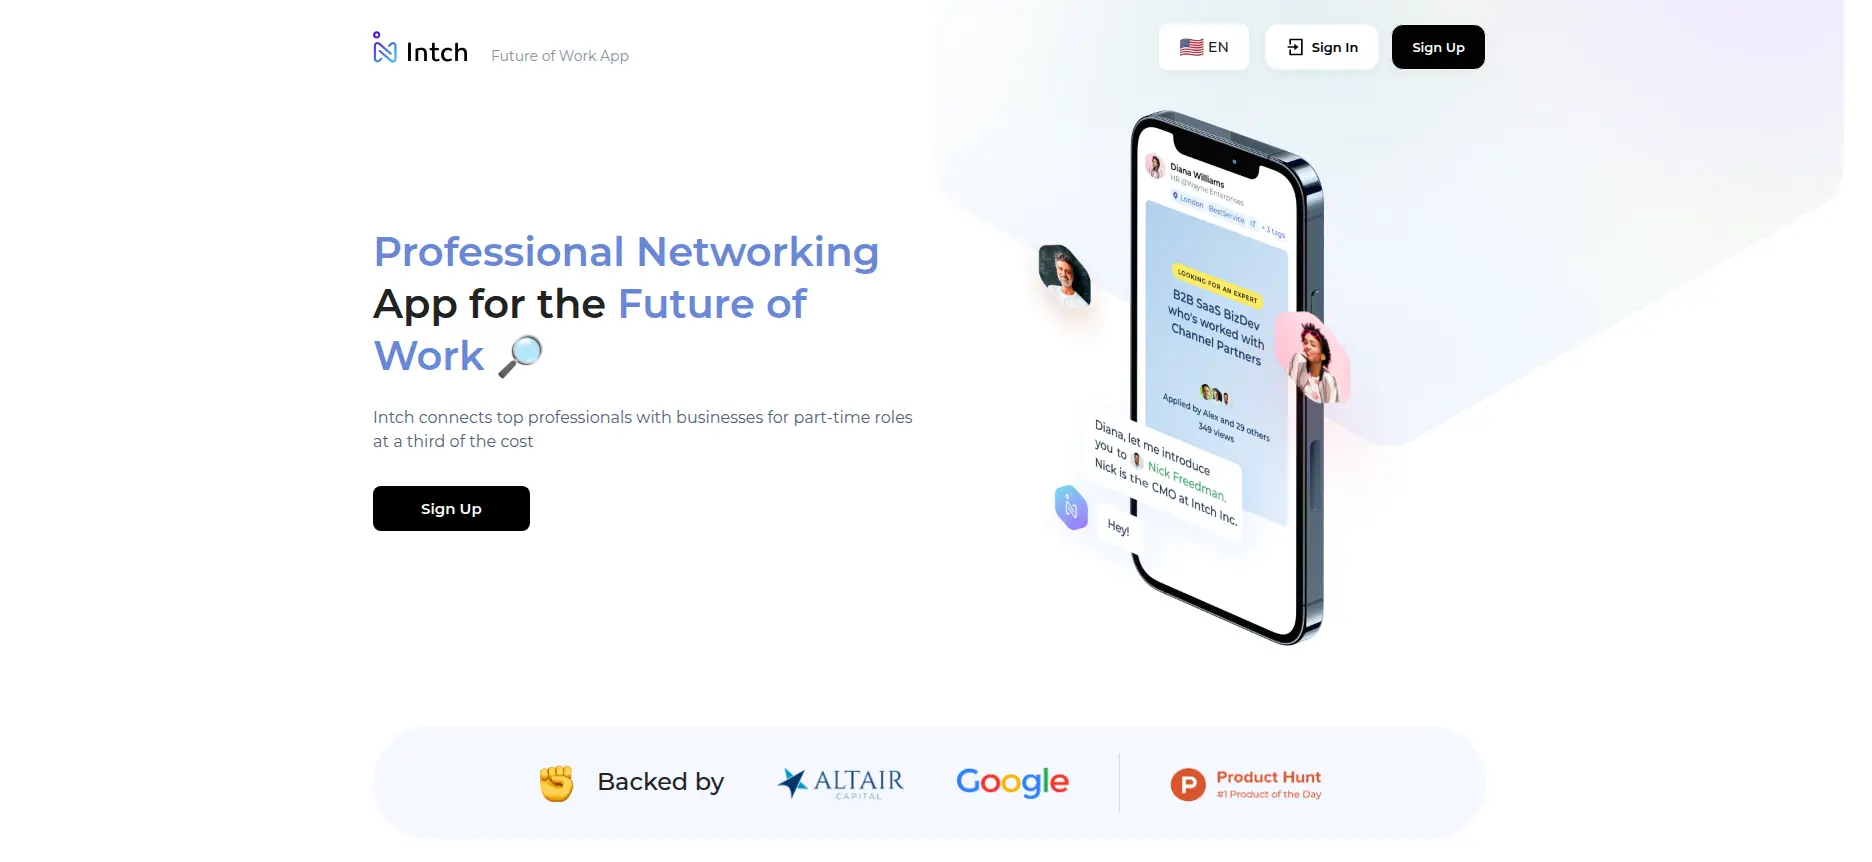 Intch
Future of Work App
EN
Sign In
Sign Up
Professional Networking
App for the Future of
Work
Intch connects top professionals with businesses for part-time roles
at a third of the cost
Sign Up
Diana Williams
HR @Wayne Enterprises
London BestService IT + 3 tags
LOOKING FOR AN EXPERT
B2B SaaS BizDev
who's worked with
Channel Partners
Applied by Alex and 29 others
349 views
Diana, let me introduce
you to Nick Freedman.
Nick is the CMO at Intch Inc.
Hey!
Backed by
ALTAIR
CAPITAL
Google
P
Product Hunt
#1 Product of the Day